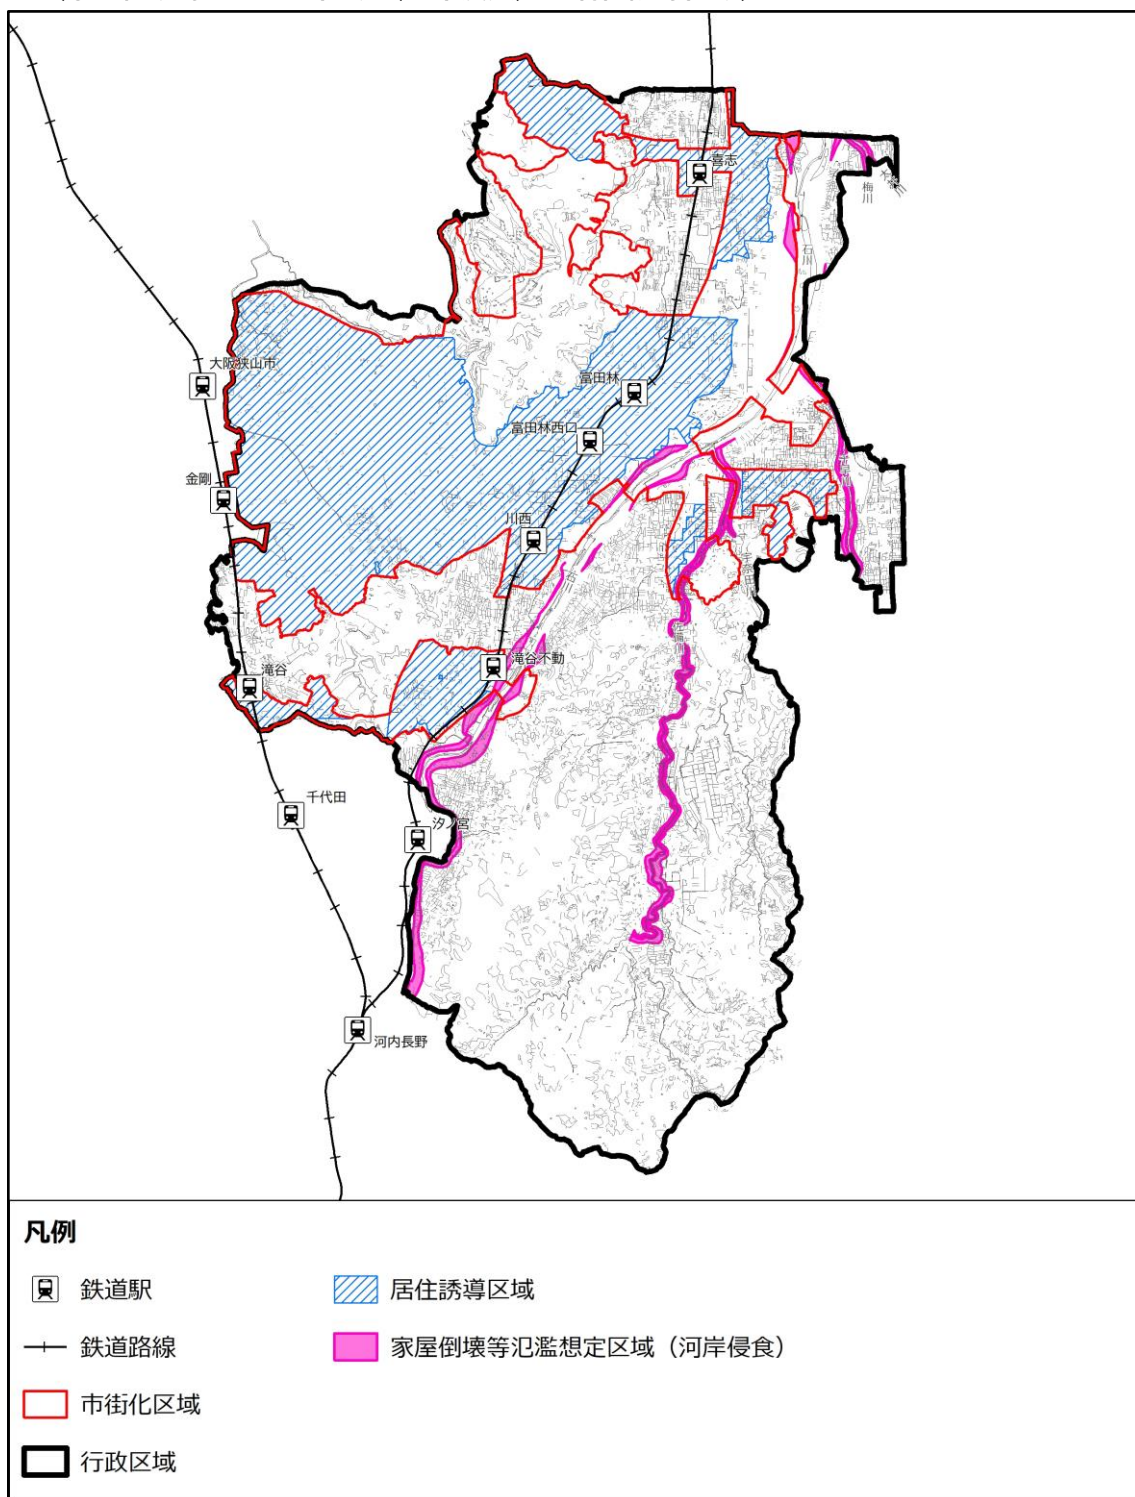 喜志
梅川
石川
大阪狭山市
富田林
富田林西口
金剛
川西
滝谷不動
滝谷
千代田
汐ノ宮
河内長野
凡例
鉄道駅
居住誘導区域
鉄道路線
家屋倒壊等氾濫想定区域（河岸侵食）
市街化区域
行政区域